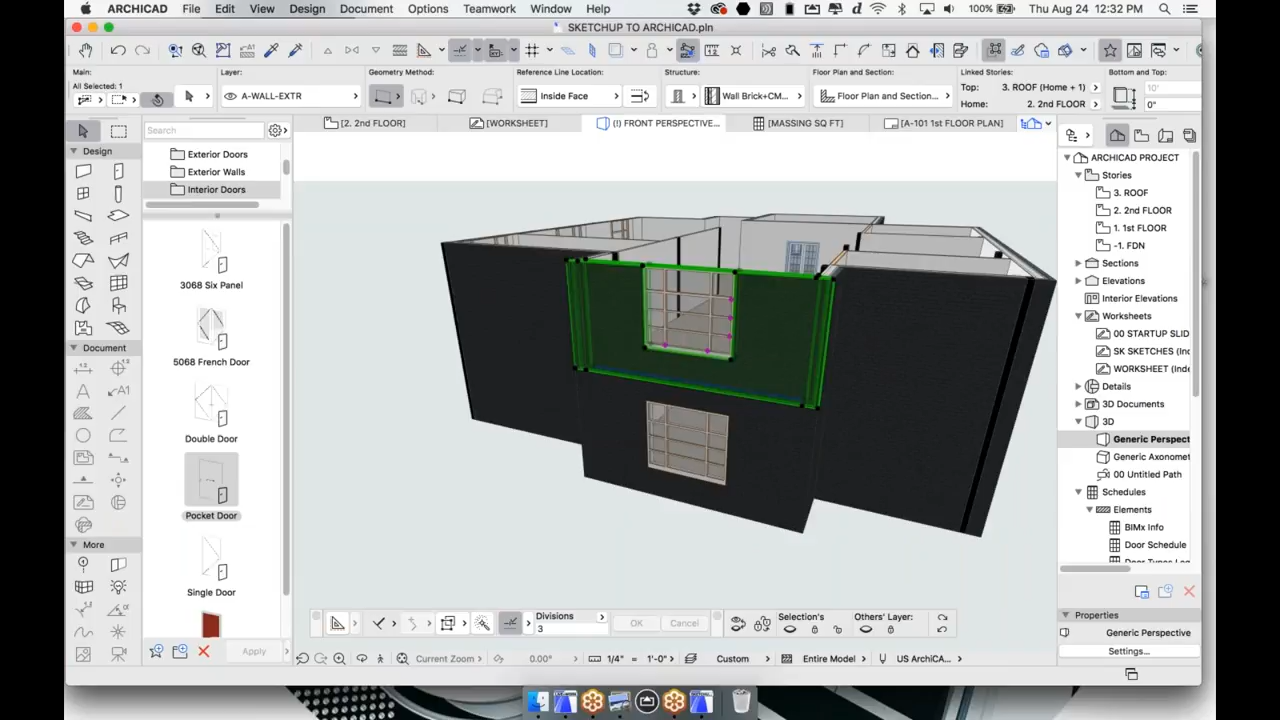 ARCHICAD File Edit View Design Document Options Teamwork Window Help 100% Thu Aug 24 12:32 PM
SKETCHUP TO ARCHICAD.pln
Main:
All Selected: 1
Layer:
A-WALL-EXTR
Geometry Method:
Reference Line Location:
Inside Face
Structure:
Wall Brick+CM...
Floor Plan and Section:
Floor Plan and Section...
Linked Stories:
Top: 3. ROOF (Home + 1)
Home: 2. 2nd FLOOR
Bottom and Top:
10'
0"
[2. 2nd FLOOR]
[WORKSHEET]
(!) FRONT PERSPECTIVE...
[MASSING SQ FT]
[A-101 1st FLOOR PLAN]
Design
Document
More
Search
Exterior Doors
Exterior Walls
Interior Doors
3068 Six Panel
5068 French Door
Double Door
Pocket Door
Single Door
Apply
ARCHICAD PROJECT
Stories
3. ROOF
2. 2nd FLOOR
1. 1st FLOOR
-1. FDN
Sections
Elevations
Interior Elevations
Worksheets
00 STARTUP SLID
SK SKETCHES (Inc
WORKSHEET (Inde
Details
3D Documents
3D
Generic Perspect
Generic Axonomet
00 Untitled Path
Schedules
Elements
BIMx Info
Door Schedule
Properties
Generic Perspective
Settings...
Divisions
3
OK
Cancel
Selection's
Others' Layer:
Current Zoom
0.00°
1/4" = 1'-0"
Custom
Entire Model
US ArchiCA...